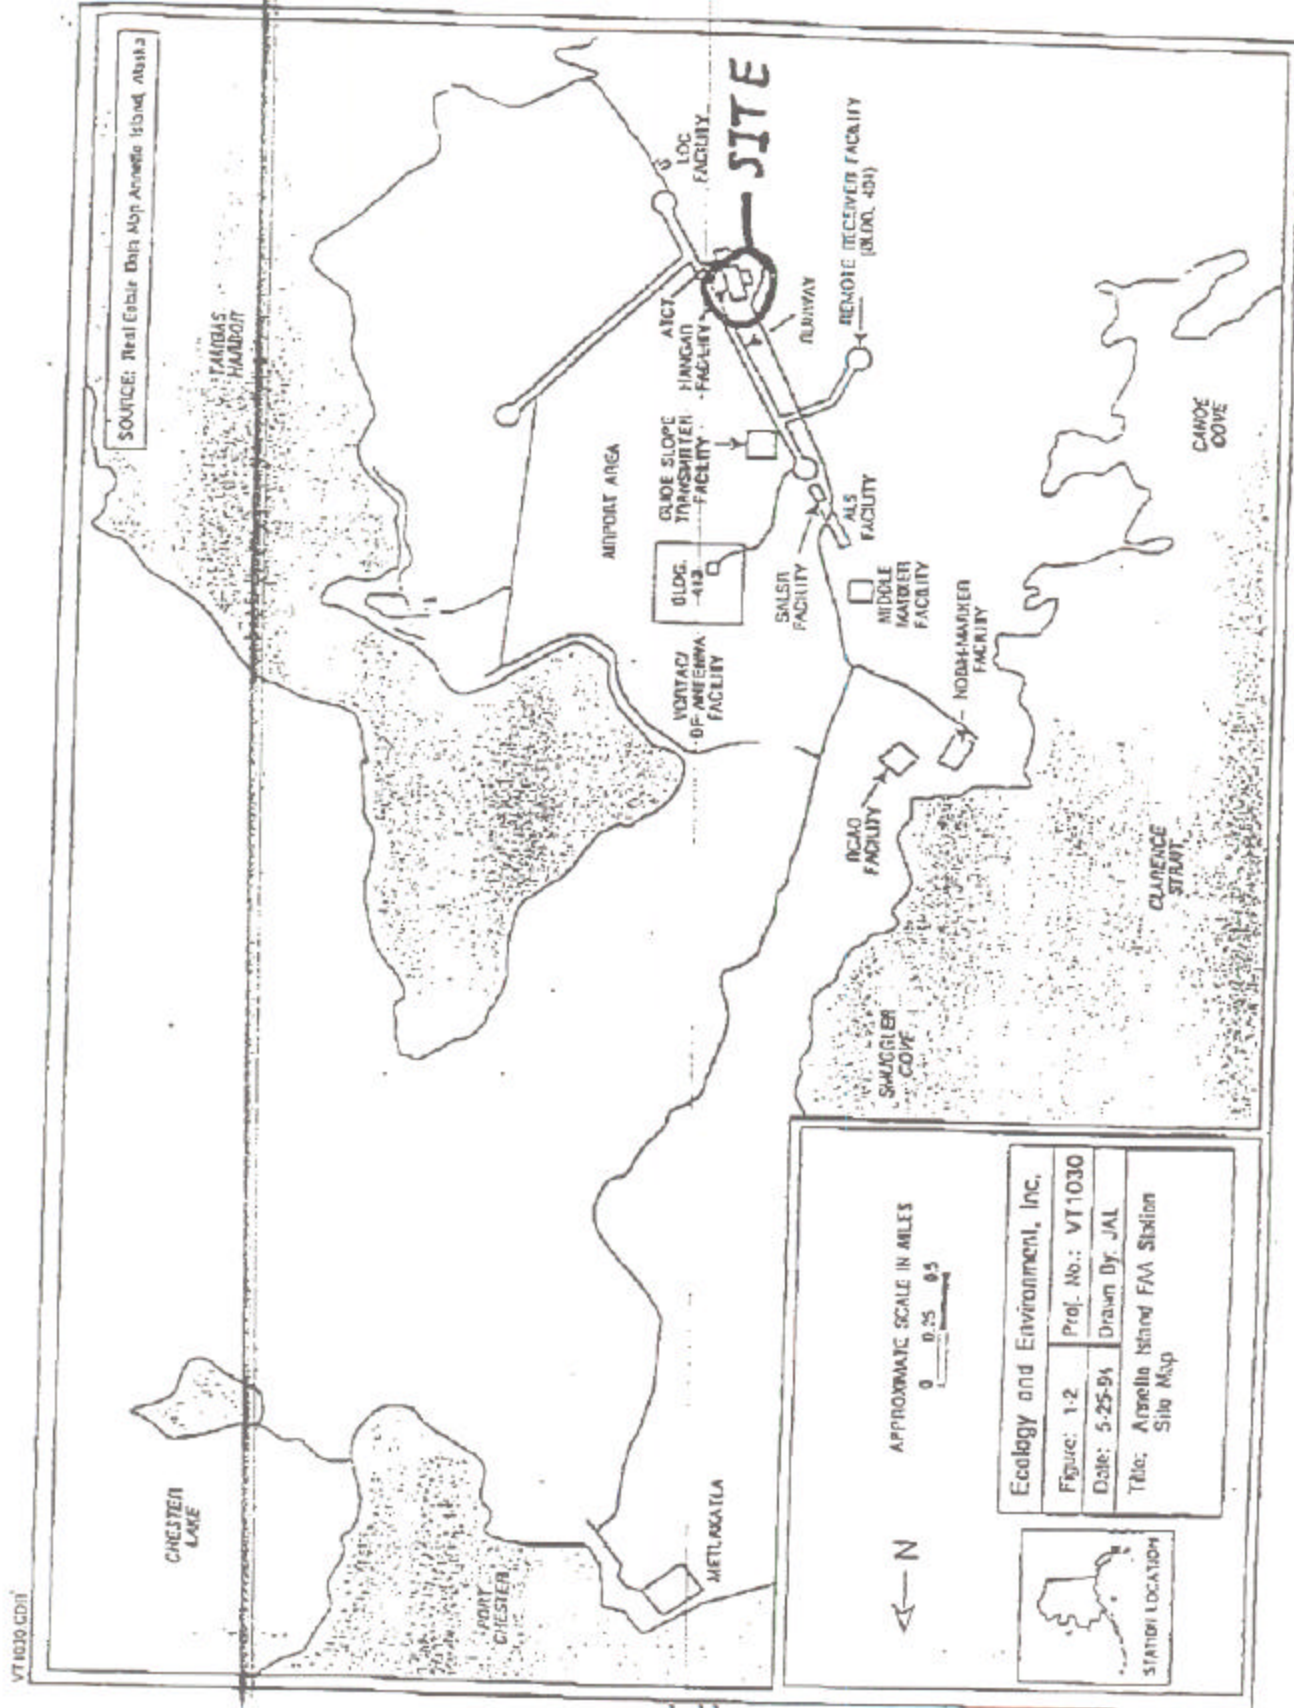 VT1030.CDR
SOURCE: Real Estate Data Map Annette Island, Alaska
CHESTER
LAKE
TAMGAS
HARBOR
PORT
CHESTER
METLAKATLA
AIRPORT AREA
BLDG.
413
VORTAC/
DF ANTENNA
FACILITY
GLIDE SLOPE
TRANSMITTER
FACILITY
ATCT
HANGAR
FACILITY
LOC
FACILITY
SITE
RUNWAY
REMOTE RECEIVER FACILITY
(BLDG. 401)
SALSR
FACILITY
ALS
FACILITY
MIDDLE
MARKER
FACILITY
NDB/H-MARKER
FACILITY
RCAG
FACILITY
SMUGGLER
COVE
CLARENCE
STRAIT
CANOE
COVE
N
APPROXIMATE SCALE IN MILES
0 0.25 0.5
STATION LOCATION
Ecology and Environment, Inc.
Figure: 1-2 Proj. No.: VT1030
Date: 5-25-94 Drawn By: JAL
Title: Annette Island FAA Station
Site Map